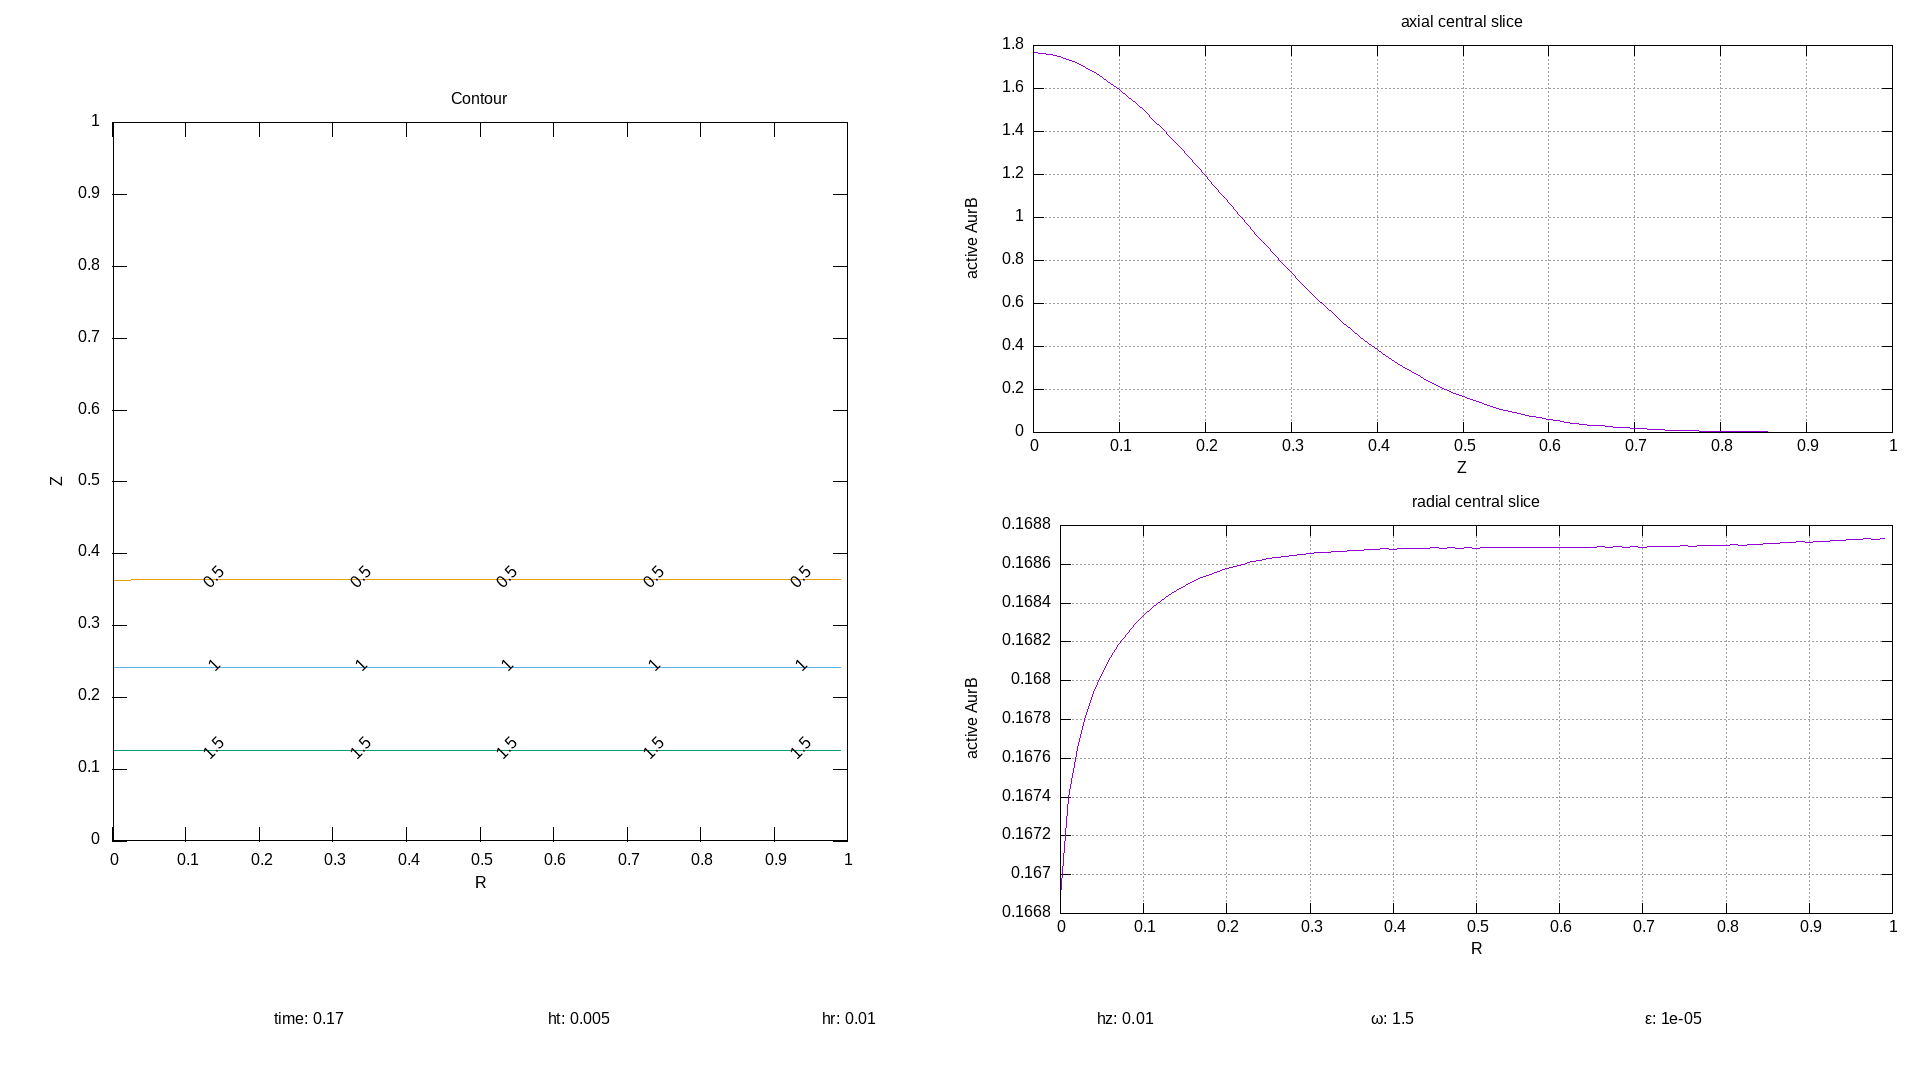 Contour
1
0.9
0.8
0.7
0.6
0.5
0.4
0.3
0.2
0.1
0
Z
0.5 0.5 0.5 0.5 0.5
1 1 1 1 1
1.5 1.5 1.5 1.5 1.5
0 0.1 0.2 0.3 0.4 0.5 0.6 0.7 0.8 0.9 1
R
axial central slice
1.8
1.6
1.4
1.2
1
0.8
0.6
0.4
0.2
0
active AurB
0 0.1 0.2 0.3 0.4 0.5 0.6 0.7 0.8 0.9 1
Z
radial central slice
0.1688
0.1686
0.1684
0.1682
0.168
0.1678
0.1676
0.1674
0.1672
0.167
0.1668
active AurB
0 0.1 0.2 0.3 0.4 0.5 0.6 0.7 0.8 0.9 1
R
time: 0.17 ht: 0.005 hr: 0.01 hz: 0.01 ω: 1.5 ε: 1e-05